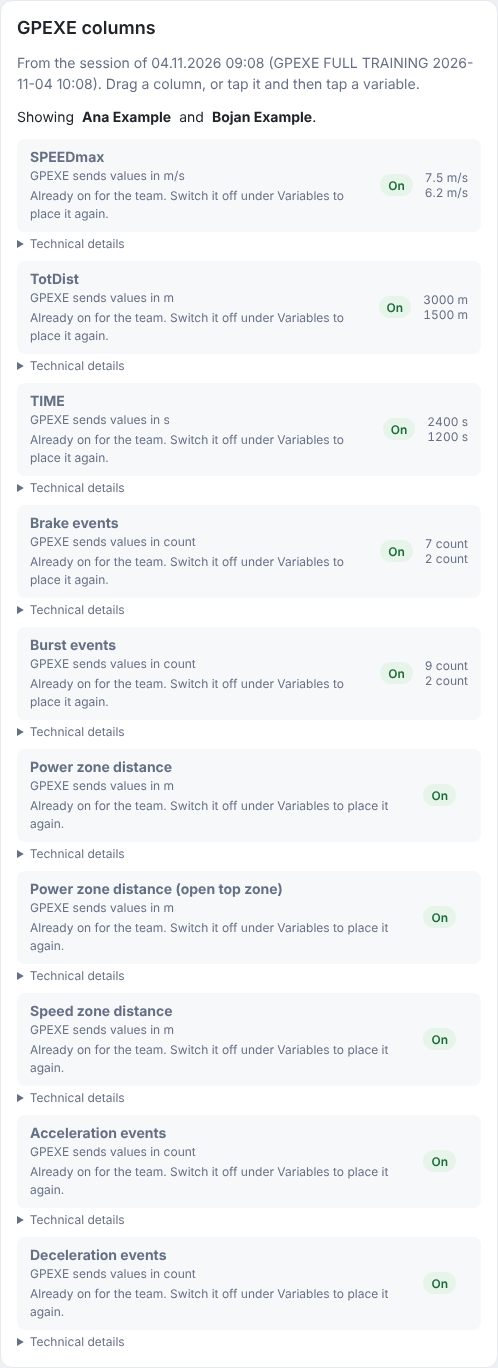 GPEXE columns
From the session of 04.11.2026 09:08 (GPEXE FULL TRAINING 2026-
11-04 10:08). Drag a column, or tap it and then tap a variable.
Showing Ana Example and Bojan Example.
SPEEDmax
GPEXE sends values in m/s
Already on for the team. Switch it off under Variables to
place it again.
On
7.5 m/s
6.2 m/s
Technical details
TotDist
GPEXE sends values in m
Already on for the team. Switch it off under Variables to
place it again.
On
3000 m
1500 m
Technical details
TIME
GPEXE sends values in s
Already on for the team. Switch it off under Variables to
place it again.
On
2400 s
1200 s
Technical details
Brake events
GPEXE sends values in count
Already on for the team. Switch it off under Variables to
place it again.
On
7 count
2 count
Technical details
Burst events
GPEXE sends values in count
Already on for the team. Switch it off under Variables to
place it again.
On
9 count
2 count
Technical details
Power zone distance
GPEXE sends values in m
Already on for the team. Switch it off under Variables to place it
again.
On
Technical details
Power zone distance (open top zone)
GPEXE sends values in m
Already on for the team. Switch it off under Variables to place it
again.
On
Technical details
Speed zone distance
GPEXE sends values in m
Already on for the team. Switch it off under Variables to place it
again.
On
Technical details
Acceleration events
GPEXE sends values in count
Already on for the team. Switch it off under Variables to place it
again.
On
Technical details
Deceleration events
GPEXE sends values in count
Already on for the team. Switch it off under Variables to place it
again.
On
Technical details